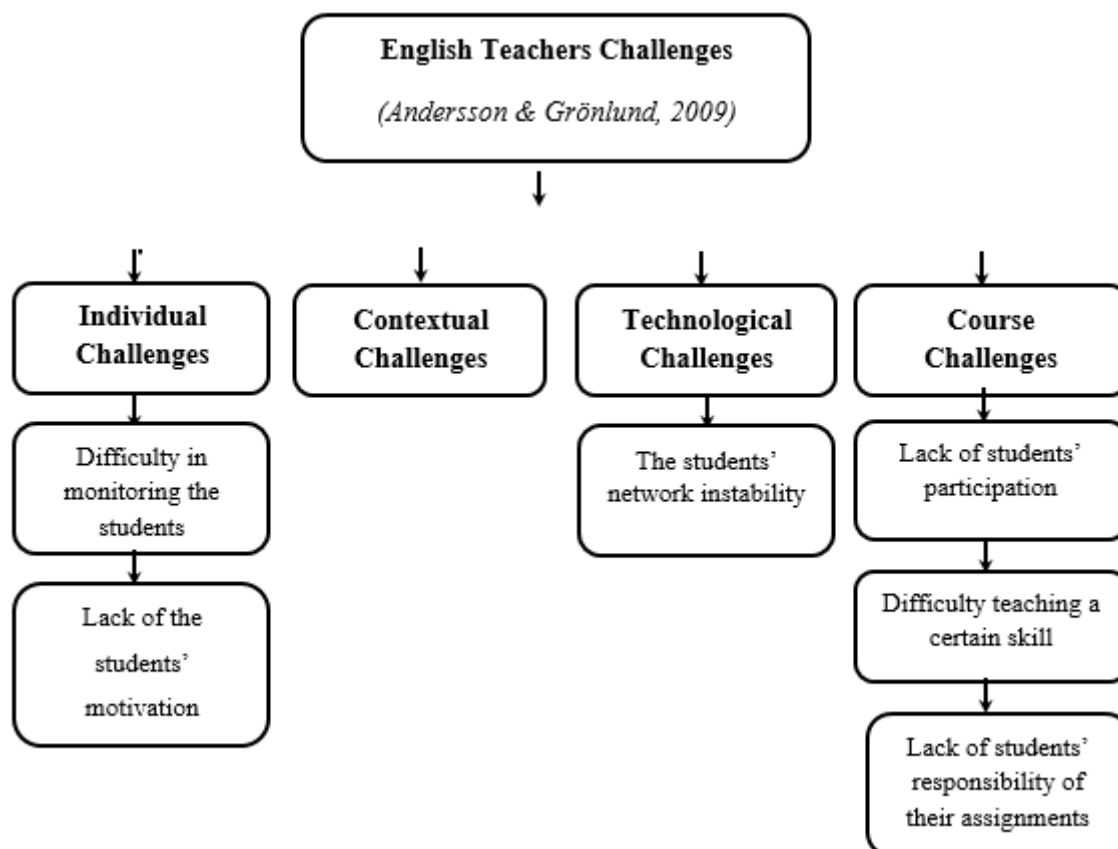 English Teachers Challenges
(Andersson & Grönlund, 2009)
Individual
Challenges
Contextual
Challenges
Technological
Challenges
Course
Challenges
Difficulty in
monitoring the
students
The students’
network instability
Lack of students’
participation
Lack of the
students’
motivation
Difficulty teaching a
certain skill
Lack of students’
responsibility of
their assignments